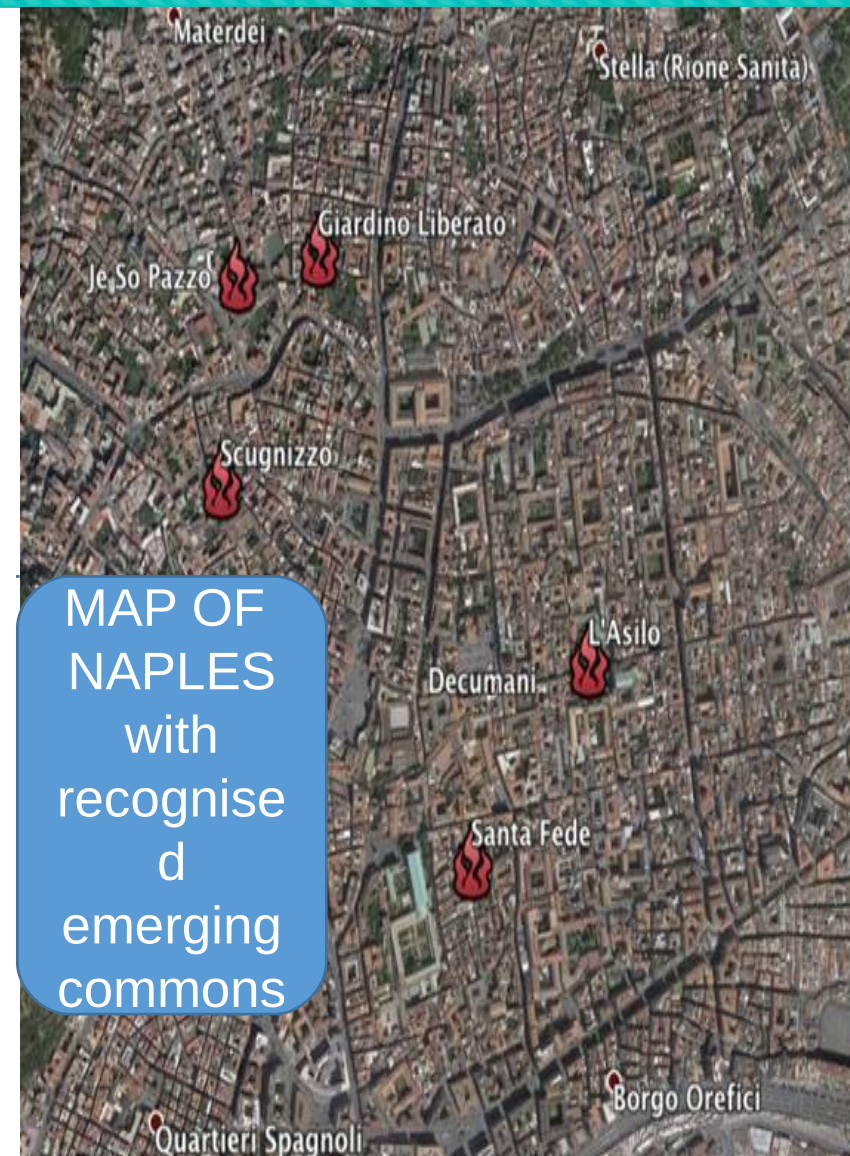 Materdei
Stella (Rione Sanità)
Giardino Liberato
Je So Pazzo
Scugnizzo
MAP OF
NAPLES
with
recognise
d
emerging
commons
L'Asilo
Decumani
Santa Fede
Borgo Orefici
Quartieri Spagnoli